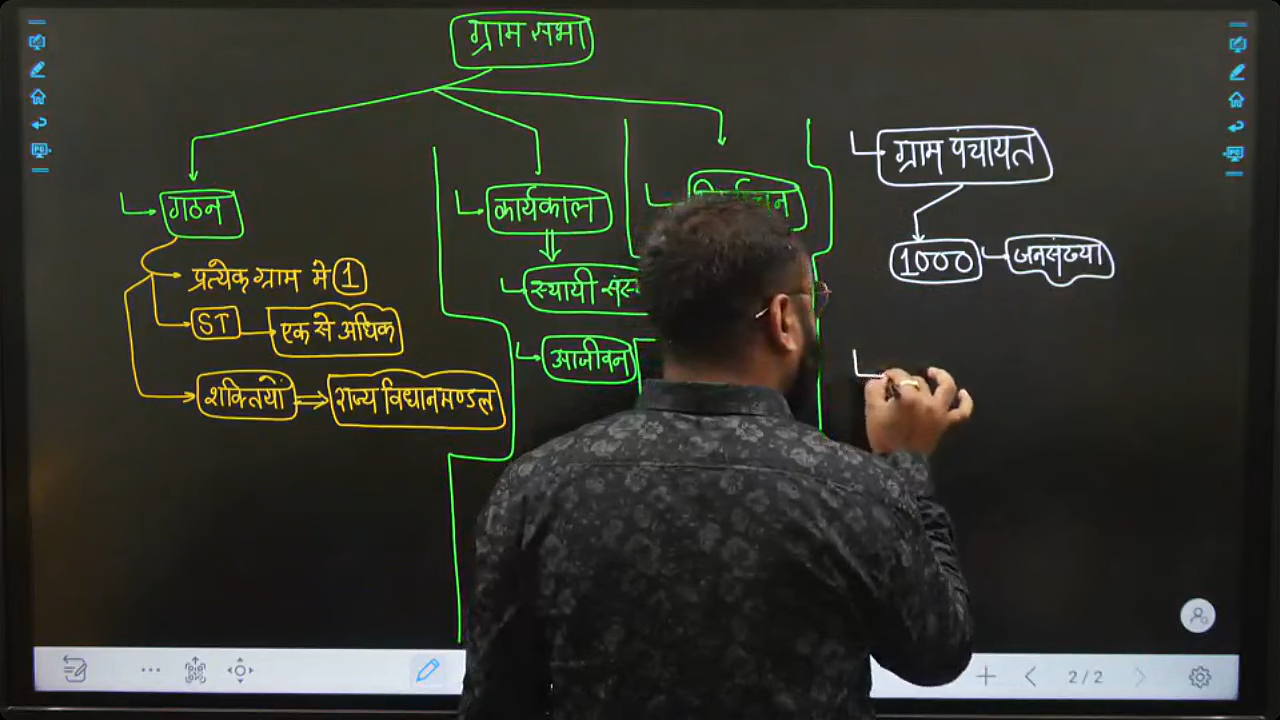 ग्राम सभा
गठन
प्रत्येक ग्राम मे 1
ST एक से अधिक
शक्तियाँ राज्य विधानमण्डल
कार्यकाल
स्थायी
आजीवन
ग्राम पंचायत
1000 जनसंख्या
2/2